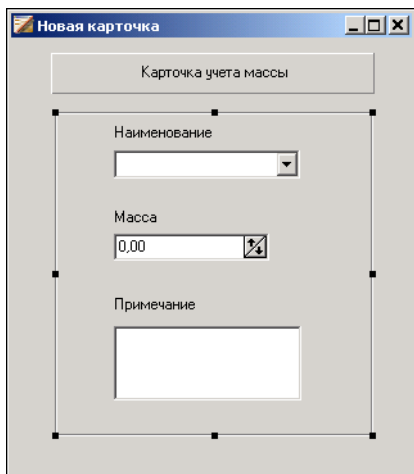 Новая карточка
Карточка учета массы
Наименование
Масса
0,00
Примечание